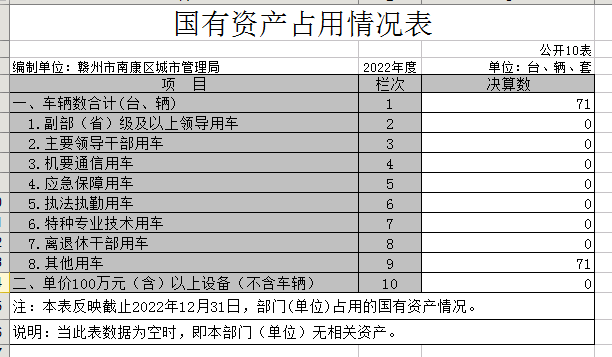 国有资产占用情况表
公开10表
编制单位：赣州市南康区城市管理局 2022年度 单位：台、辆、套
项 目 栏次 决算数
一、车辆数合计(台、辆) 1 71
1.副部（省）级及以上领导用车 2 0
2.主要领导干部用车 3 0
3.机要通信用车 4 0
4.应急保障用车 5 0
5.执法执勤用车 6 0
6.特种专业技术用车 7 0
7.离退休干部用车 8 0
8.其他用车 9 71
二、单价100万元（含）以上设备（不含车辆） 10 0
注：本表反映截止2022年12月31日，部门(单位)占用的国有资产情况。
说明：当此表数据为空时，即本部门（单位）无相关资产。